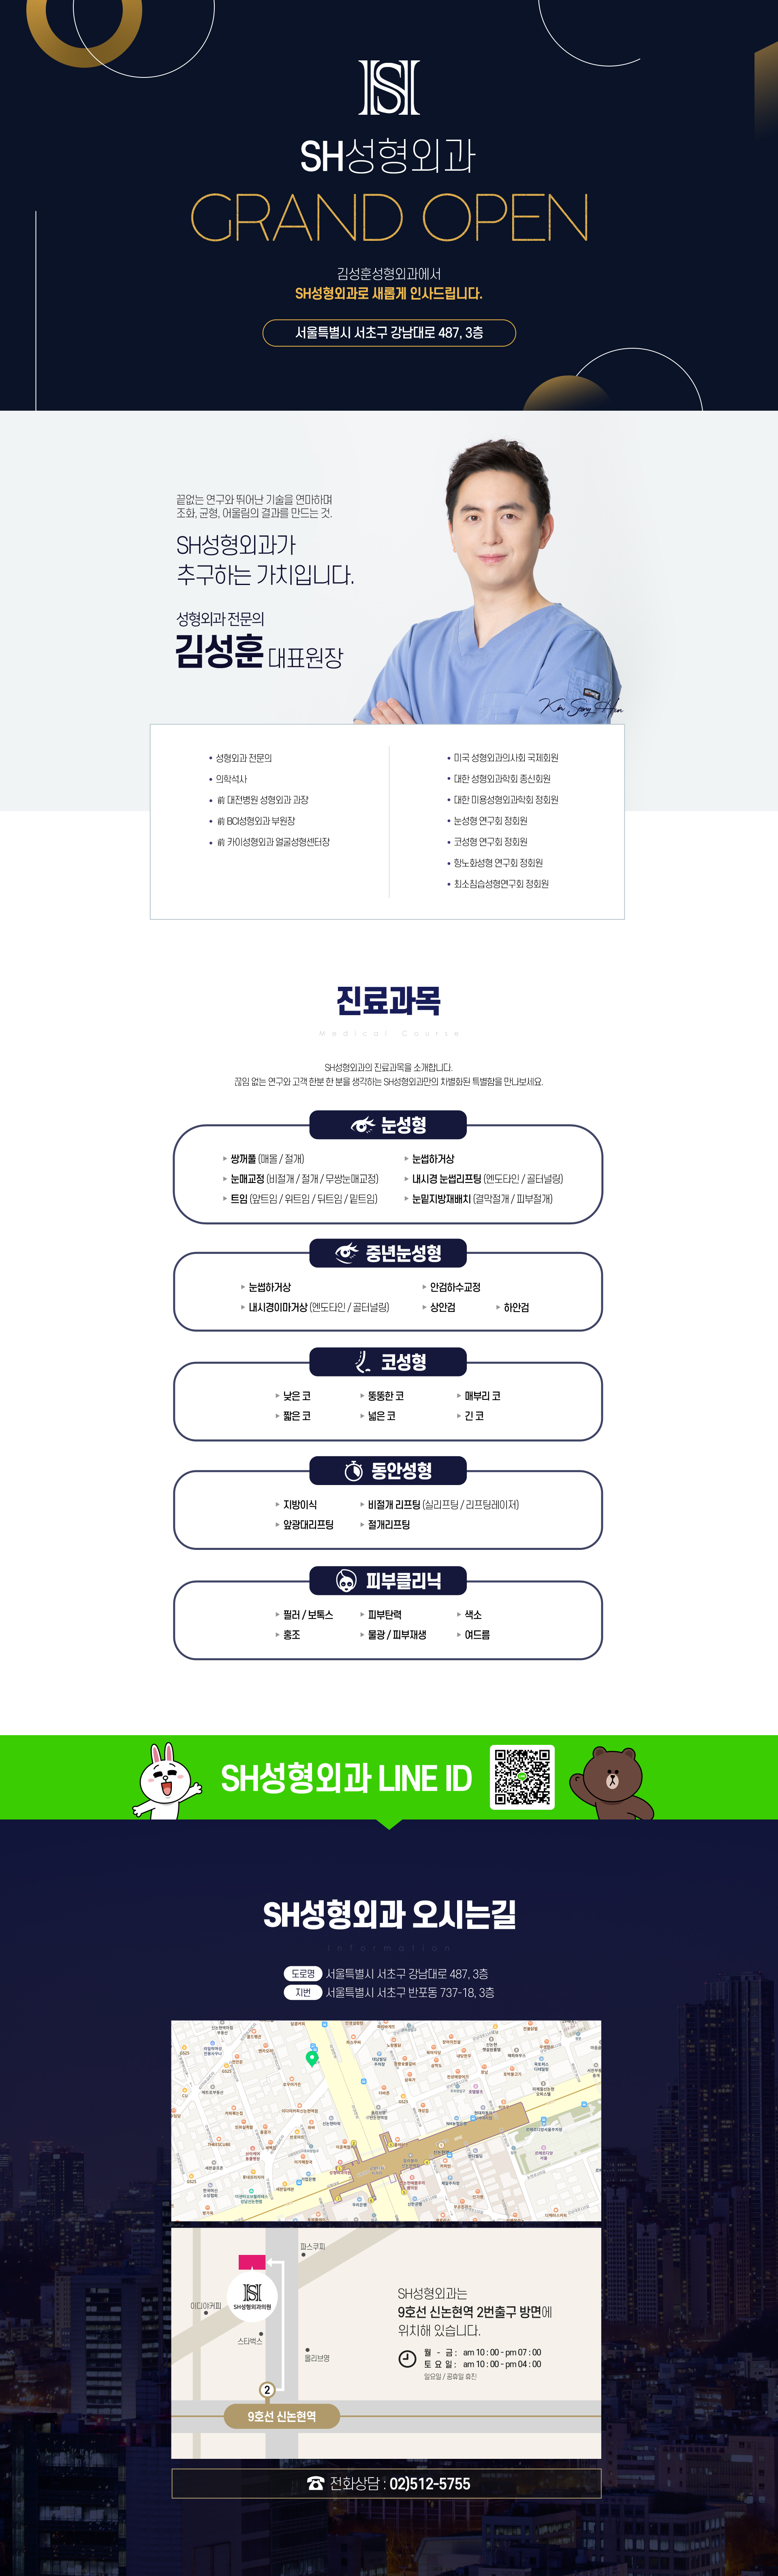 SH성형외과
GRAND OPEN
김성훈성형외과에서
SH성형외과로 새롭게 인사드립니다.
서울특별시 서초구 강남대로 487, 3층
끝없는 연구와 뛰어난 기술을 연마하며
조화, 균형, 어울림의 결과를 만드는 것.
SH성형외과가
추구하는 가치입니다.
성형외과 전문의
김성훈 대표원장
• 성형외과 전문의
• 의학석사
• 前 대전병원 성형외과 과장
• 前 BCI성형외과 부원장
• 前 카이성형외과 얼굴성형센터장
• 미국 성형외과의사회 국제회원
• 대한 성형외과학회 종신회원
• 대한 미용성형외과학회 정회원
• 눈성형 연구회 정회원
• 코성형 연구회 정회원
• 항노화성형 연구회 정회원
• 최소침습성형연구회 정회원
진료과목
Medical Course
SH성형외과의 진료과목을 소개합니다.
끊임 없는 연구와 고객 한분 한 분을 생각하는 SH성형외과만의 차별화된 특별함을 만나보세요.
눈성형
쌍꺼풀 (매몰 / 절개)
눈썹하거상
눈매교정 (비절개 / 절개 / 무쌍눈매교정)
내시경 눈썹리프팅 (엔도타인 / 골터널링)
트임 (앞트임 / 위트임 / 뒤트임 / 밑트임)
눈밑지방재배치 (결막절개 / 피부절개)
중년눈성형
눈썹하거상
안검하수교정
내시경이마거상 (엔도타인 / 골터널링)
상안검
하안검
코성형
낮은 코
뚱뚱한 코
매부리 코
짧은 코
넓은 코
긴 코
동안성형
지방이식
비절개 리프팅 (실리프팅 / 리프팅레이저)
앞광대리프팅
절개리프팅
피부클리닉
필러 / 보톡스
피부탄력
색소
홍조
물광 / 피부재생
여드름
SH성형외과 LINE ID
SH성형외과 오시는길
Information
도로명 서울특별시 서초구 강남대로 487, 3층
지번 서울특별시 서초구 반포동 737-18, 3층
파스쿠찌
이디야커피
SH성형외과의원
스타벅스
올리브영
2
9호선 신논현역
SH성형외과는
9호선 신논현역 2번출구 방면에
위치해 있습니다.
월 - 금 : am 10 : 00 - pm 07 : 00
토 요 일 : am 10 : 00 - pm 04 : 00
일요일 / 공휴일 휴진
전화상담 : 02)512-5755